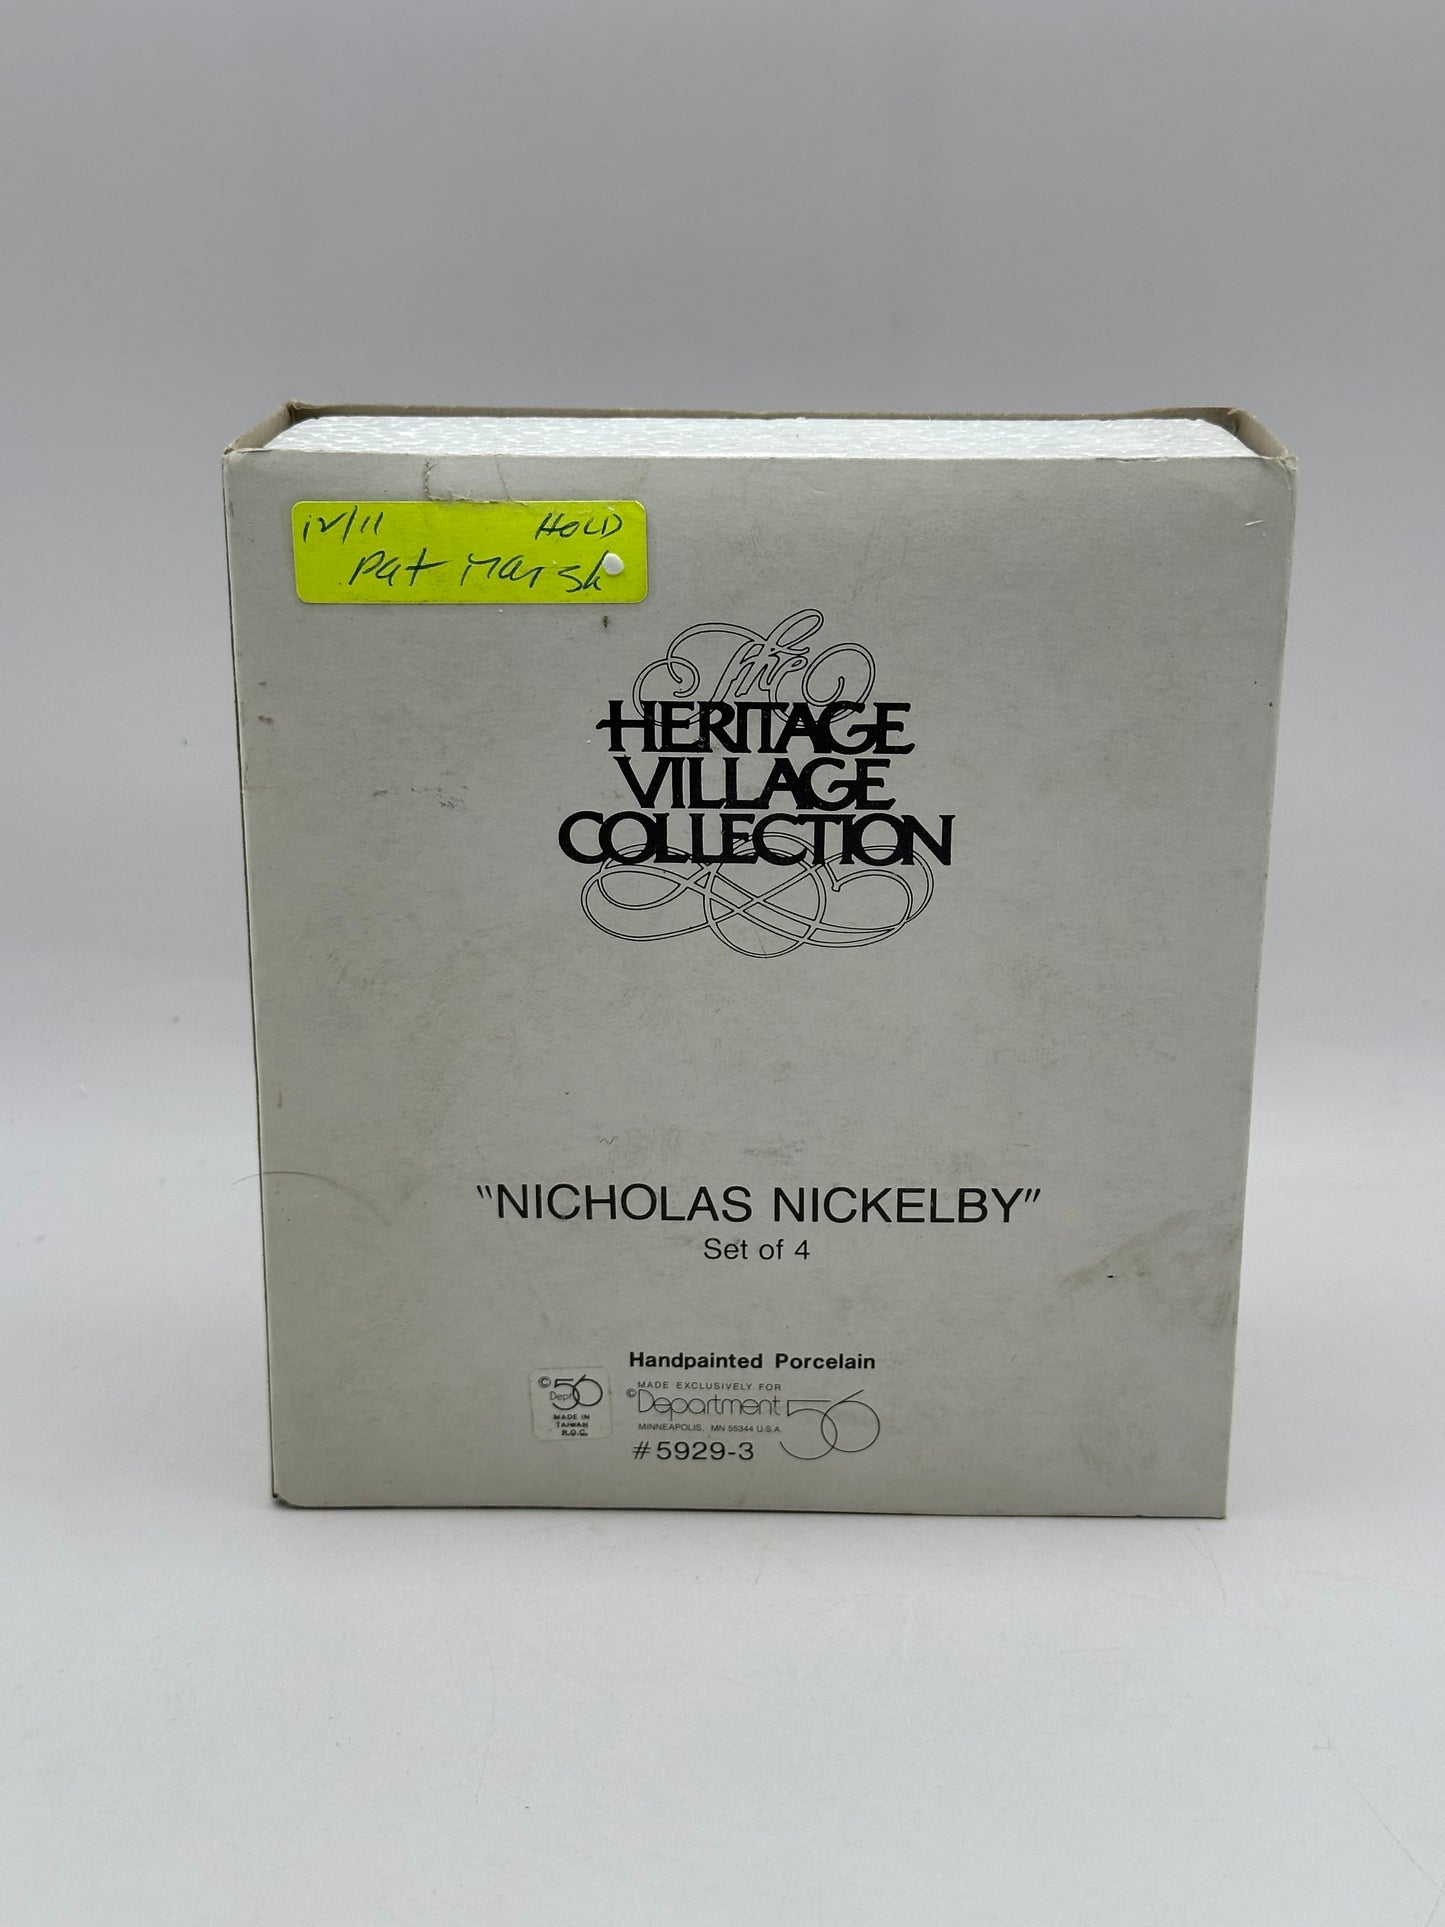 12/11 HOLD
Pat Marsh
The
HERITAGE
VILLAGE
COLLECTION
"NICHOLAS NICKELBY"
Set of 4
Handpainted Porcelain
© 56
Dept
MADE IN
TAIWAN
R.O.C.
MADE EXCLUSIVELY FOR
© Department 56
MINNEAPOLIS, MN 55344 U.S.A.
#5929-3